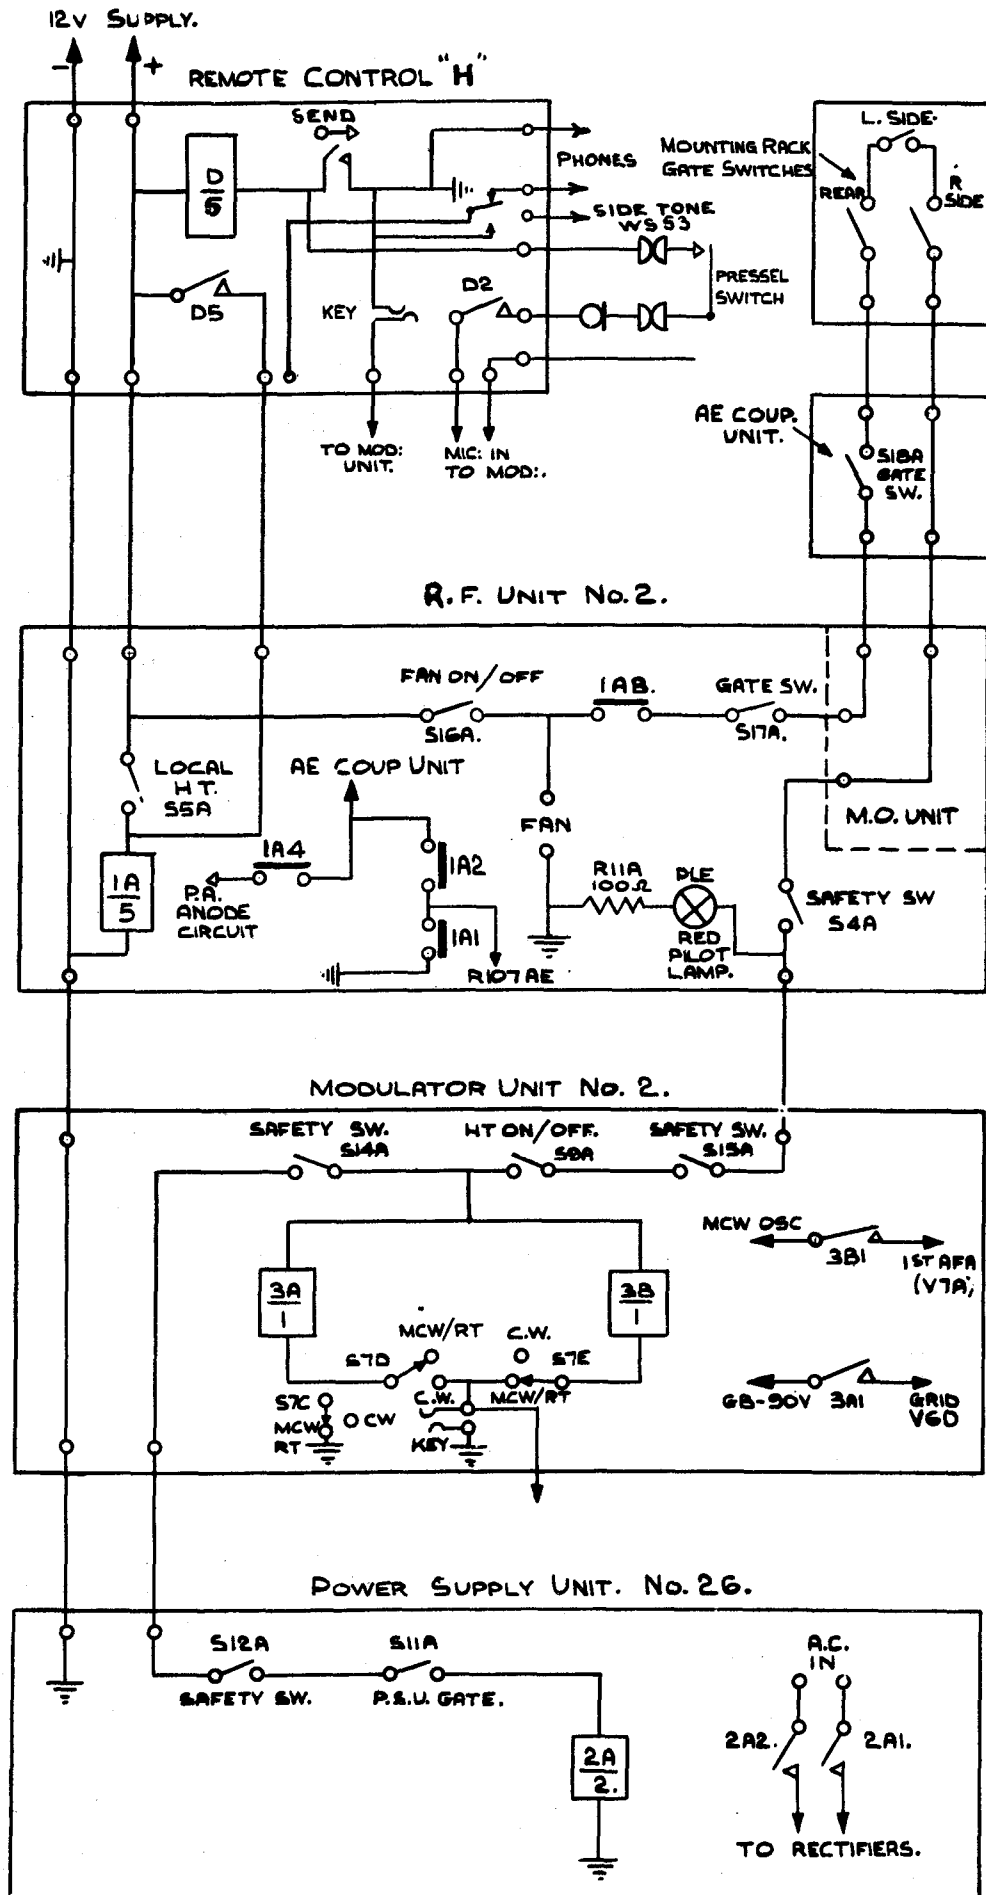 12V SUPPLY.
- +
REMOTE CONTROL "H"
SEND
PHONES
D
5
SIDE TONE
WS 53
D2
D5
KEY
PRESSEL
SWITCH
TO MOD:
UNIT.
MIC: IN
TO MOD:.
L. SIDE.
MOUNTING RACK
GATE SWITCHES
REAR
R
SIDE
AE COUP.
UNIT.
S18A
GATE
SW.
R.F. UNIT No.2.
FAN ON/OFF
S16A.
1AB.
GATE SW.
S17A.
LOCAL
H T.
S5A
AE COUP UNIT
FAN
M.O. UNIT
1A
5
1A4
P.A.
ANODE
CIRCUIT
1A2
1A1
R107AE
R11A
100Ω
PLE
RED
PILOT
LAMP.
SAFETY SW
S4A
MODULATOR UNIT No. 2.
SAFETY SW.
S14A
HT ON/OFF.
S9A
SAFETY SW.
S15A
MCW OSC
3B1
1ST AFA
(V7A)
3A
1
3B
1
MCW/RT
C.W.
S7D
S7E
C.W.
MCW/RT
S7C
MCW
RT
CW
KEY
GB-90V
3A1
GRID
V6D
POWER SUPPLY UNIT. No. 26.
S12A
SAFETY SW.
S11A
P.S.U. GATE.
A.C.
IN
2A2.
2A1.
2A
2.
TO RECTIFIERS.